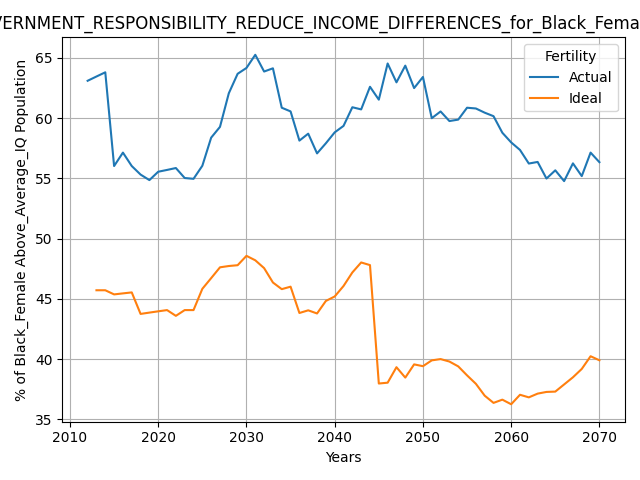 VERNMENT_RESPONSIBILITY_REDUCE_INCOME_DIFFERENCES_for_Black_Fema
% of Black_Female Above_Average_IQ Population
65
60
55
50
45
40
35
Fertility
Actual
Ideal
2010 2020 2030 2040 2050 2060 2070
Years